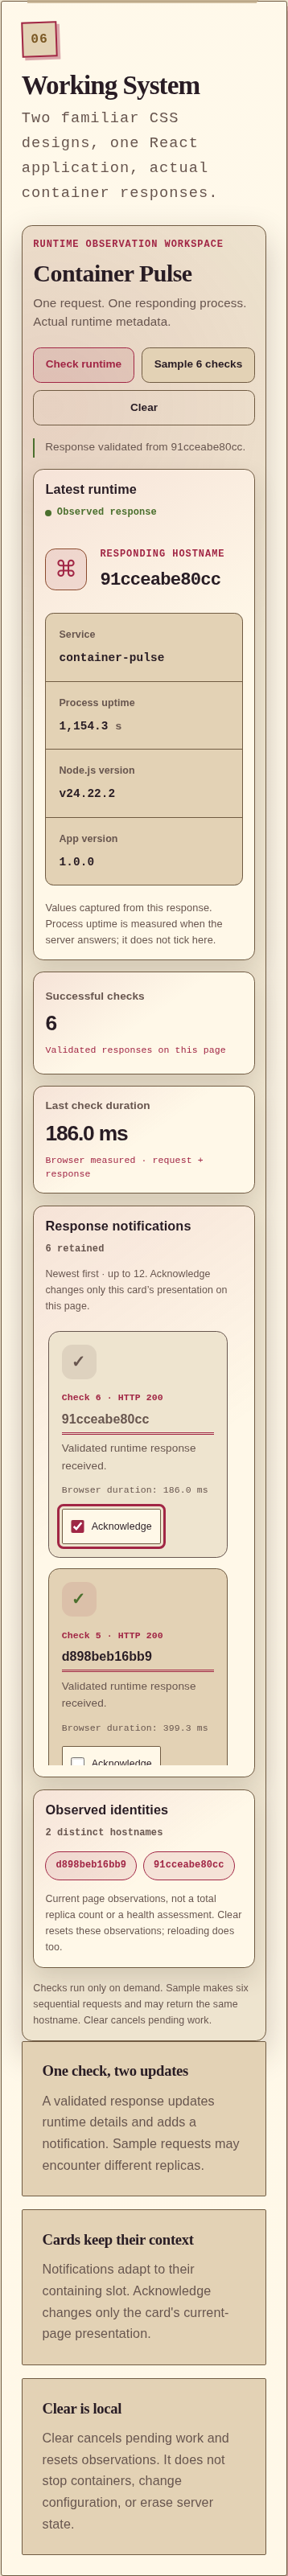 06
Working System
Two familiar CSS
designs, one React
application, actual
container responses.
RUNTIME OBSERVATION WORKSPACE
Container Pulse
One request. One responding process.
Actual runtime metadata.
Check runtime
Sample 6 checks
Clear
Response validated from 91cceabe80cc.
Latest runtime
Observed response
⌘
RESPONDING HOSTNAME
91cceabe80cc
Service
container-pulse
Process uptime
1,154.3 s
Node.js version
v24.22.2
App version
1.0.0
Values captured from this response.
Process uptime is measured when the
server answers; it does not tick here.
Successful checks
6
Validated responses on this page
Last check duration
186.0 ms
Browser measured · request +
response
Response notifications
6 retained
Newest first · up to 12. Acknowledge
changes only this card's presentation on
this page.
✓
Check 6 · HTTP 200
91cceabe80cc
Validated runtime response
received.
Browser duration: 186.0 ms
Acknowledge
✓
Check 5 · HTTP 200
d898beb16bb9
Validated runtime response
received.
Browser duration: 399.3 ms
Acknowledge
Observed identities
2 distinct hostnames
d898beb16bb9
91cceabe80cc
Current page observations, not a total
replica count or a health assessment. Clear
resets these observations; reloading does
too.
Checks run only on demand. Sample makes six
sequential requests and may return the same
hostname. Clear cancels pending work.
One check, two updates
A validated response updates
runtime details and adds a
notification. Sample requests may
encounter different replicas.
Cards keep their context
Notifications adapt to their
containing slot. Acknowledge
changes only the card's current-
page presentation.
Clear is local
Clear cancels pending work and
resets observations. It does not
stop containers, change
configuration, or erase server
state.